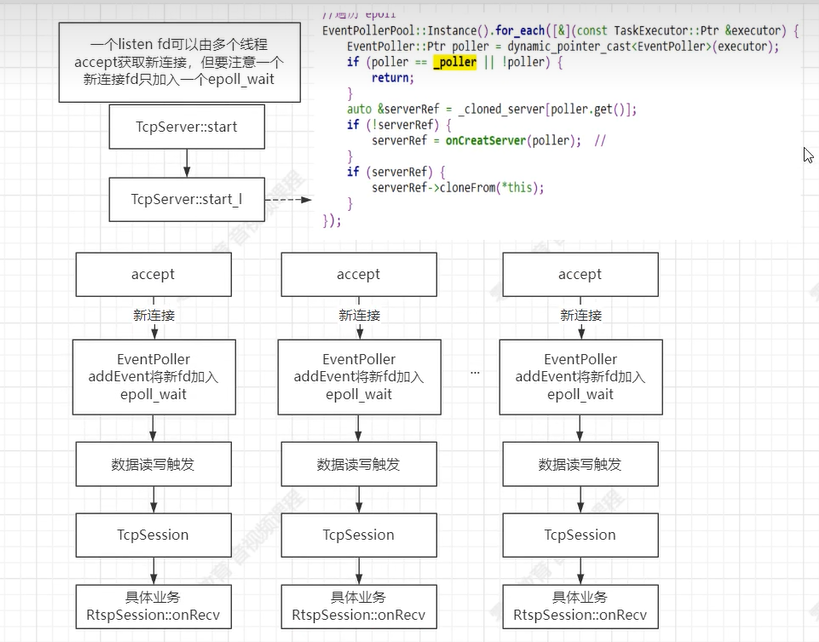 一个listen fd可以由多个线程
accept获取新连接，但要注意一个
新连接fd只加入一个epoll_wait
TcpServer::start
TcpServer::start_l
//遍历 epoll
EventPollerPool::Instance().for_each([&](const TaskExecutor::Ptr &executor) {
EventPoller::Ptr poller = dynamic_pointer_cast<EventPoller>(executor);
if (poller == _poller || !poller) {
return;
}
auto &serverRef = _cloned_server[poller.get()];
if (!serverRef) {
serverRef = onCreatServer(poller); //
}
if (serverRef) {
serverRef->cloneFrom(*this);
}
});
accept
新连接
EventPoller
addEvent将新fd加入
epoll_wait
数据读写触发
TcpSession
具体业务
RtspSession::onRecv
accept
新连接
EventPoller
addEvent将新fd加入
epoll_wait
数据读写触发
TcpSession
具体业务
RtspSession::onRecv
...
accept
新连接
EventPoller
addEvent将新fd加入
epoll_wait
数据读写触发
TcpSession
具体业务
RtspSession::onRecv